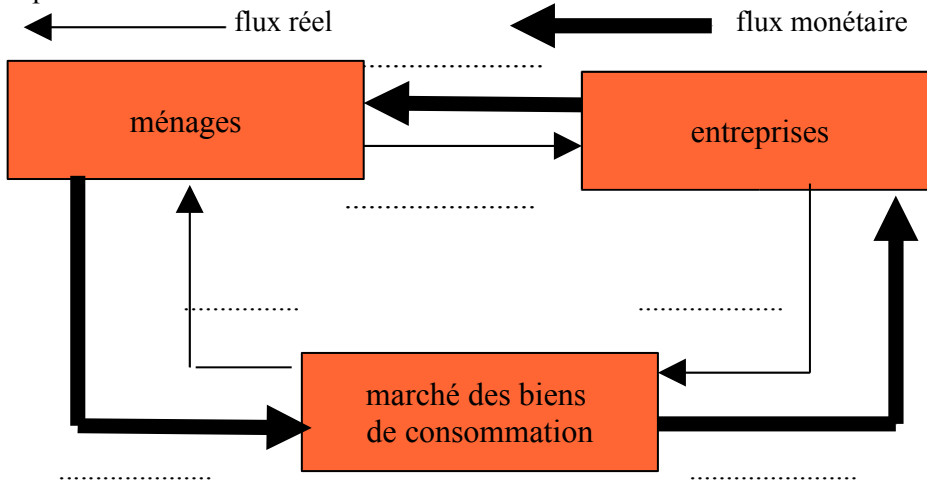 flux réel
flux monétaire
ménages
entreprises
marché des biens
de consommation